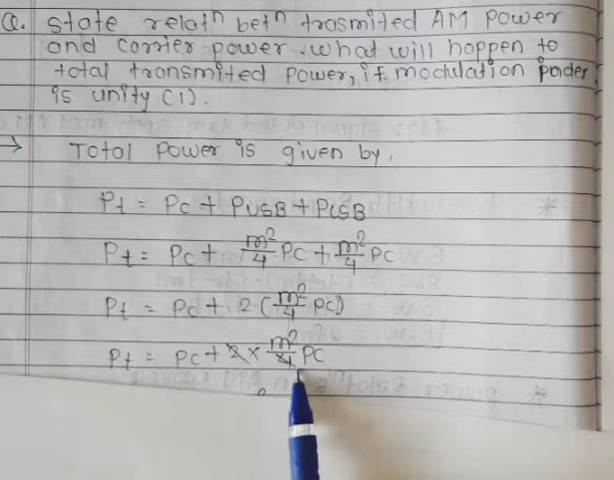 Q. State relatⁿ betⁿ trasmited AM power
and carrier power. what will happen to
total transmited power, if modulation
is unity (1).
→ Total power is given by,
Pt = Pc + PUSB + PLSB
Pt = Pc + m²/4 Pc + m²/4 Pc
Pt = Pc + 2 (m²/4 Pc)
Pt = Pc + 2 × m²/4 Pc